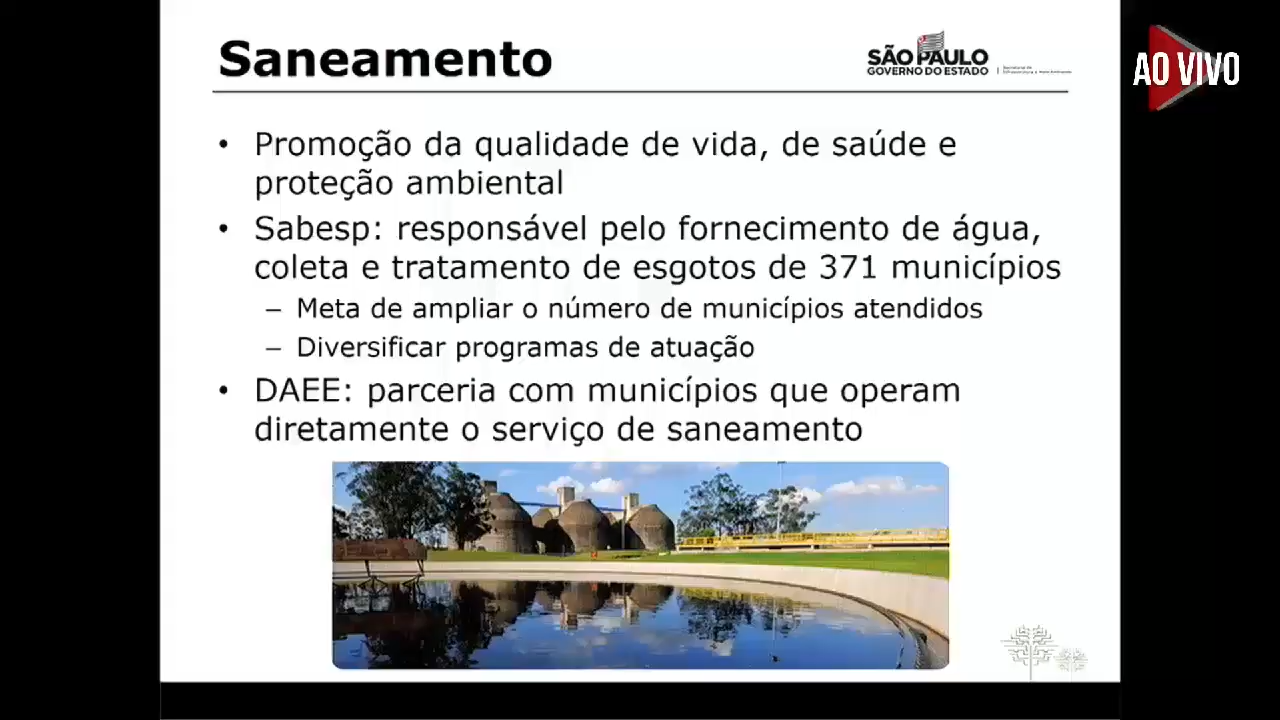 Saneamento
SÃO PAULO
GOVERNO DO ESTADO
AO VIVO
• Promoção da qualidade de vida, de saúde e
proteção ambiental
• Sabesp: responsável pelo fornecimento de água,
coleta e tratamento de esgotos de 371 municípios
– Meta de ampliar o número de municípios atendidos
– Diversificar programas de atuação
• DAEE: parceria com municípios que operam
diretamente o serviço de saneamento